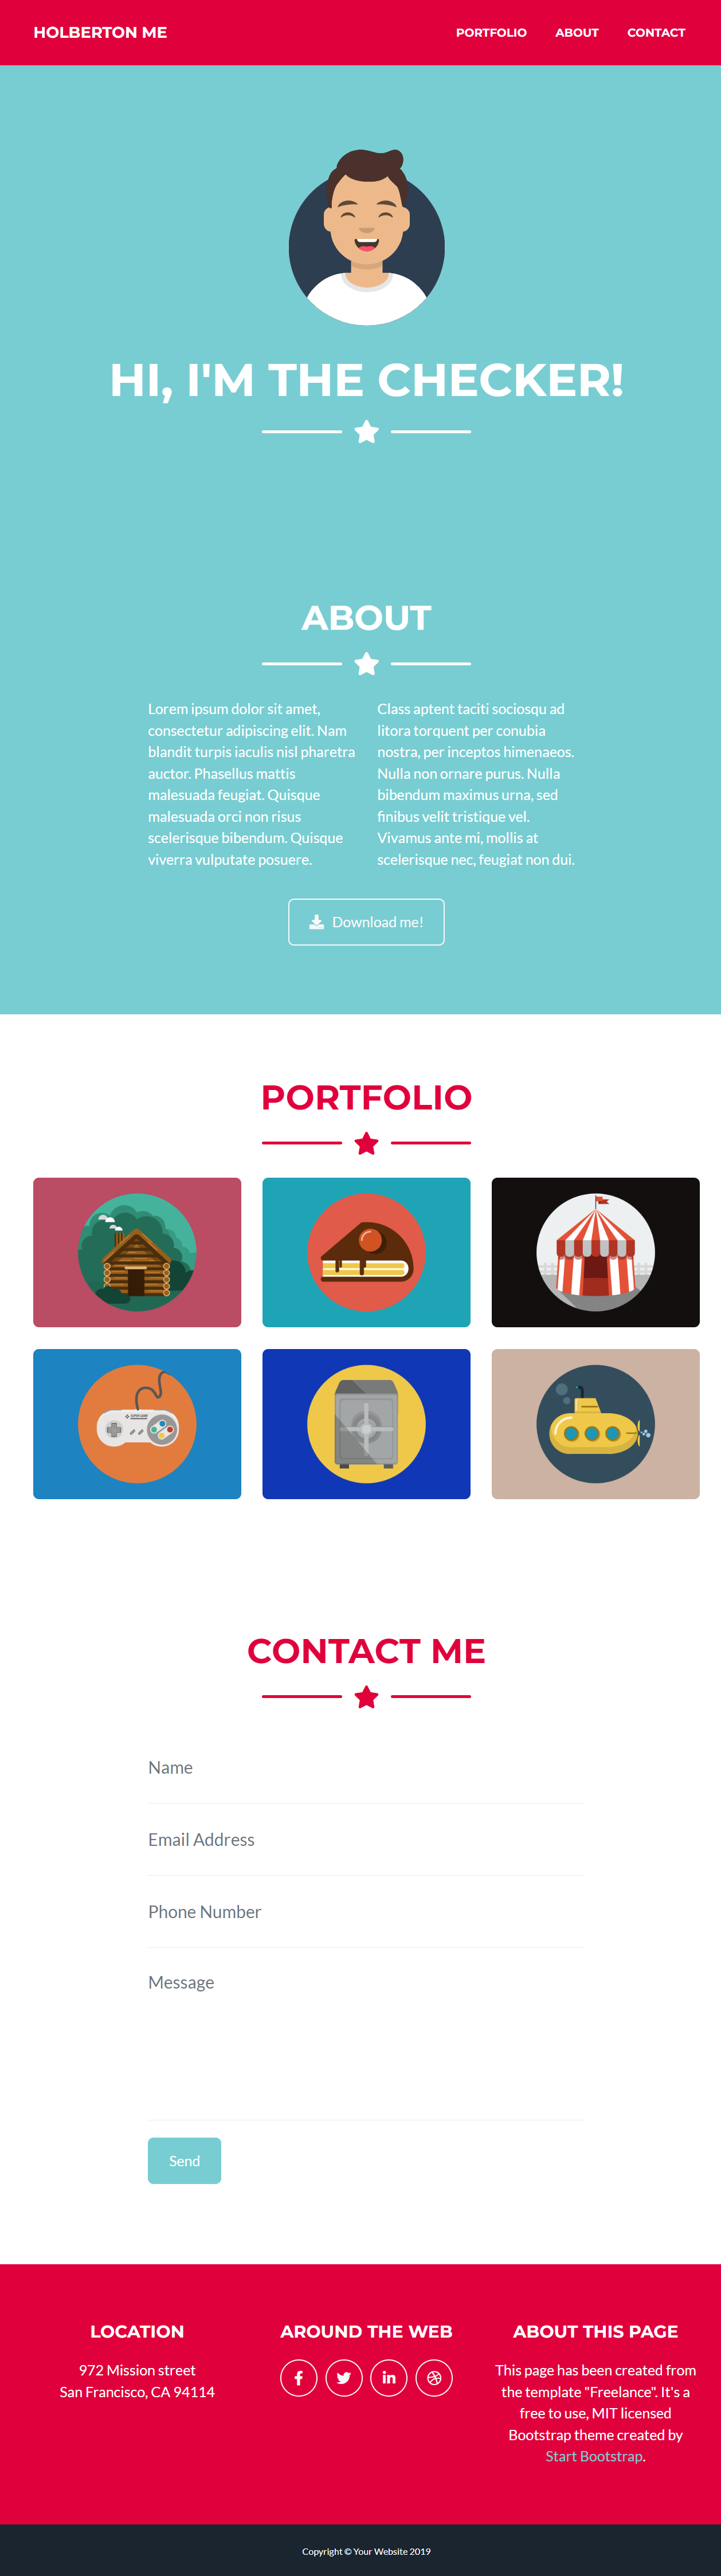 HOLBERTON ME
PORTFOLIO ABOUT CONTACT
HI, I'M THE CHECKER!
ABOUT
Lorem ipsum dolor sit amet,
consectetur adipiscing elit. Nam
blandit turpis iaculis nisl pharetra
auctor. Phasellus mattis
malesuada feugiat. Quisque
malesuada orci non risus
scelerisque bibendum. Quisque
viverra vulputate posuere.
Class aptent taciti sociosqu ad
litora torquent per conubia
nostra, per inceptos himenaeos.
Nulla non ornare purus. Nulla
bibendum maximus urna, sed
finibus velit tristique vel.
Vivamus ante mi, mollis at
scelerisque nec, feugiat non dui.
Download me!
PORTFOLIO
CONTACT ME
Name
Email Address
Phone Number
Message
Send
LOCATION
972 Mission street
San Francisco, CA 94114
AROUND THE WEB
ABOUT THIS PAGE
This page has been created from
the template "Freelance". It's a
free to use, MIT licensed
Bootstrap theme created by
Start Bootstrap.
Copyright © Your Website 2019